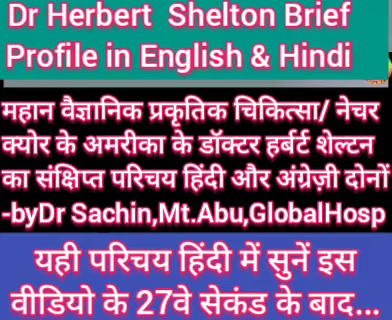 Dr Herbert Shelton Brief
Profile in English & Hindi
महान वैज्ञानिक प्रकृतिक चिकित्सा/ नेचर
क्योर के अमरीका के डॉक्टर हर्बर्ट शेल्टन
का संक्षिप्त परिचय हिंदी और अंग्रेज़ी दोनों
-byDr Sachin,Mt.Abu,GlobalHosp
यही परिचय हिंदी में सुनें इस
वीडियो के 27वे सेकंड के बाद...